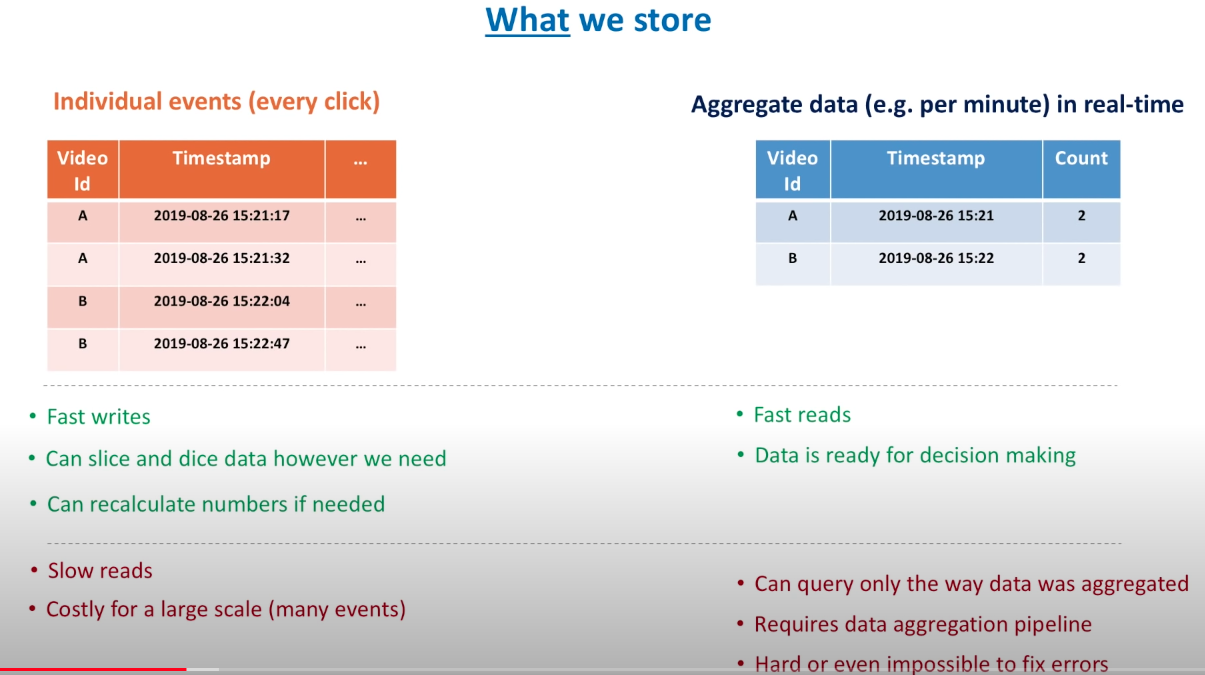 What we store
Individual events (every click)
Video Id Timestamp ...
A 2019-08-26 15:21:17 ...
A 2019-08-26 15:21:32 ...
B 2019-08-26 15:22:04 ...
B 2019-08-26 15:22:47 ...
Aggregate data (e.g. per minute) in real-time
Video Id Timestamp Count
A 2019-08-26 15:21 2
B 2019-08-26 15:22 2
• Fast writes
• Can slice and dice data however we need
• Can recalculate numbers if needed
• Fast reads
• Data is ready for decision making
• Slow reads
• Costly for a large scale (many events)
• Can query only the way data was aggregated
• Requires data aggregation pipeline
• Hard or even impossible to fix errors